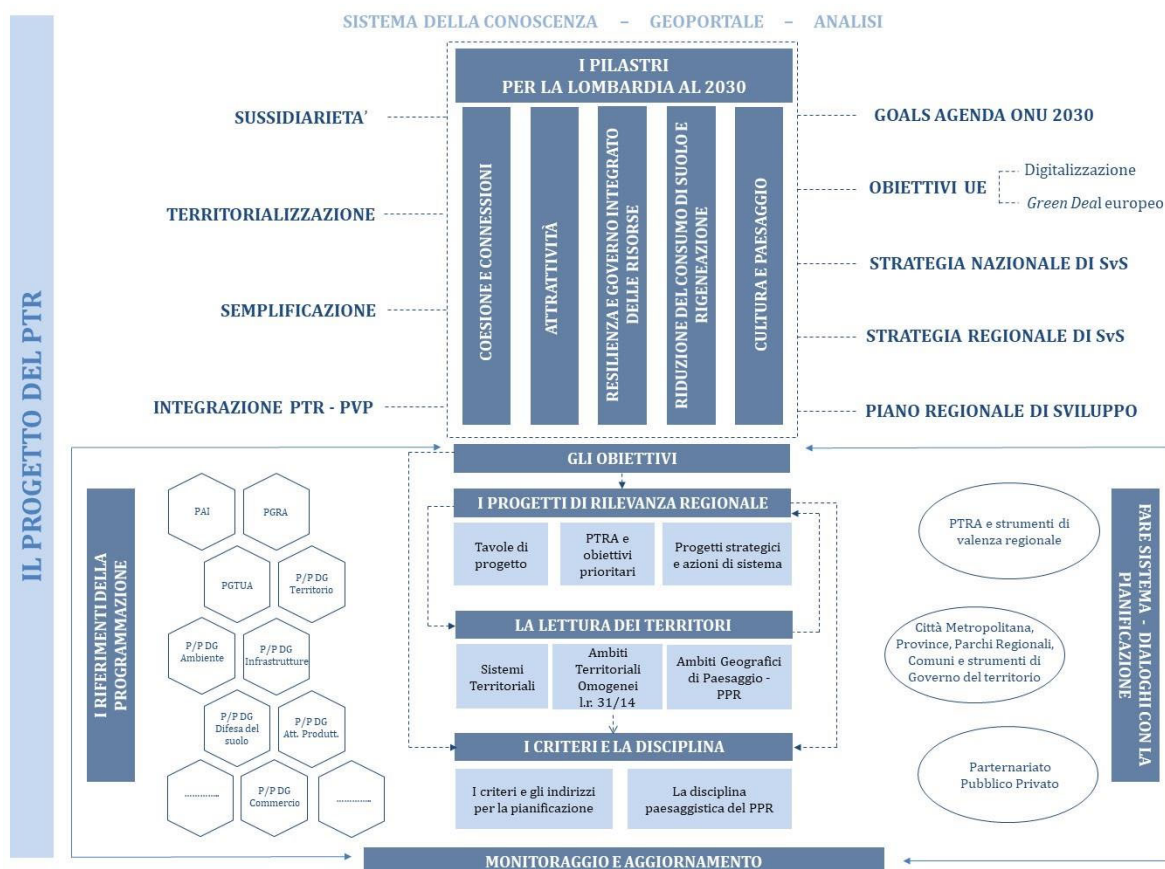 SISTEMA DELLA CONOSCENZA – GEOPORTALE – ANALISI
IL PROGETTO DEL PTR
I PILASTRI
PER LA LOMBARDIA AL 2030
COESIONE E CONNESSIONI
ATTRATTIVITÀ
RESILIENZA E GOVERNO INTEGRATO
DELLE RISORSE
RIDUZIONE DEL CONSUMO DI SUOLO E
RIGENEAZIONE
CULTURA E PAESAGGIO
SUSSIDIARIETA’
TERRITORIALIZZAZIONE
SEMPLIFICAZIONE
INTEGRAZIONE PTR - PVP
GOALS AGENDA ONU 2030
OBIETTIVI UE
Digitalizzazione
Green Deal europeo
STRATEGIA NAZIONALE DI SvS
STRATEGIA REGIONALE DI SvS
PIANO REGIONALE DI SVILUPPO
GLI OBIETTIVI
I PROGETTI DI RILEVANZA REGIONALE
Tavole di
progetto
PTRA e
obiettivi
prioritari
Progetti strategici
e azioni di sistema
LA LETTURA DEI TERRITORI
Sistemi
Territoriali
Ambiti
Territoriali
Omogenei
l.r. 31/14
Ambiti Geografici
di Paesaggio -
PPR
I CRITERI E LA DISCIPLINA
I criteri e gli indirizzi
per la pianificazione
La disciplina
paesaggistica del PPR
I RIFERIMENTI DELLA
PROGRAMMAZIONE
PAI
PGRA
PGTUA
P/P DG
Territorio
P/P DG
Ambiente
P/P DG
Infrastrutture
P/P DG
Difesa del
suolo
P/P DG
Att. Produtt.
..............
P/P DG
Commercio
..............
PTRA e strumenti di
valenza regionale
Città Metropolitana,
Province, Parchi Regionali,
Comuni e strumenti di
Governo del territorio
Parternariato
Pubblico Privato
FARE SISTEMA - DIALOGHI CON LA
PIANIFICAZIONE
MONITORAGGIO E AGGIORNAMENTO